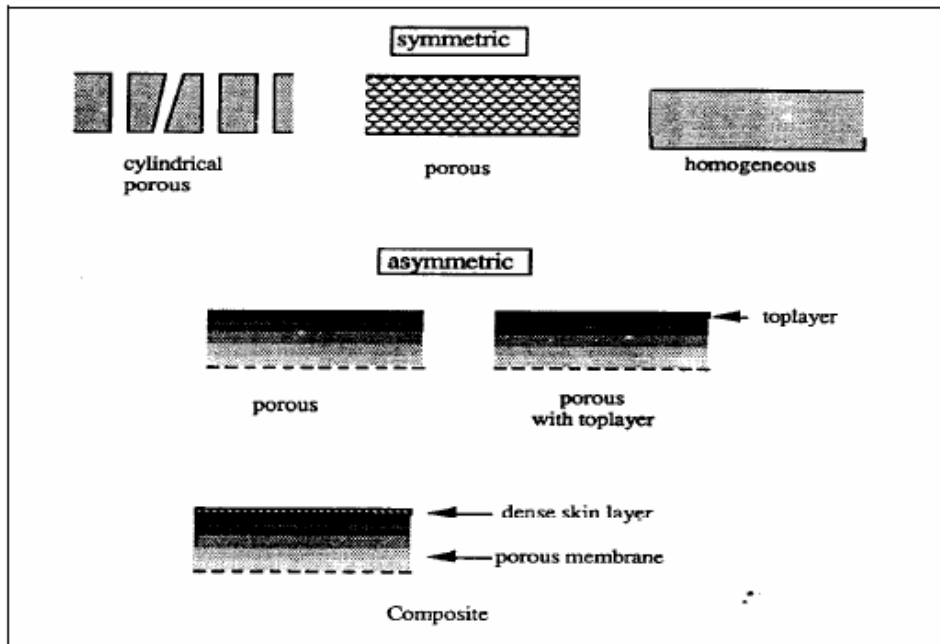 symmetric
cylindrical
porous
porous
homogeneous
asymmetric
toplayer
porous
porous
with toplayer
dense skin layer
porous membrane
Composite